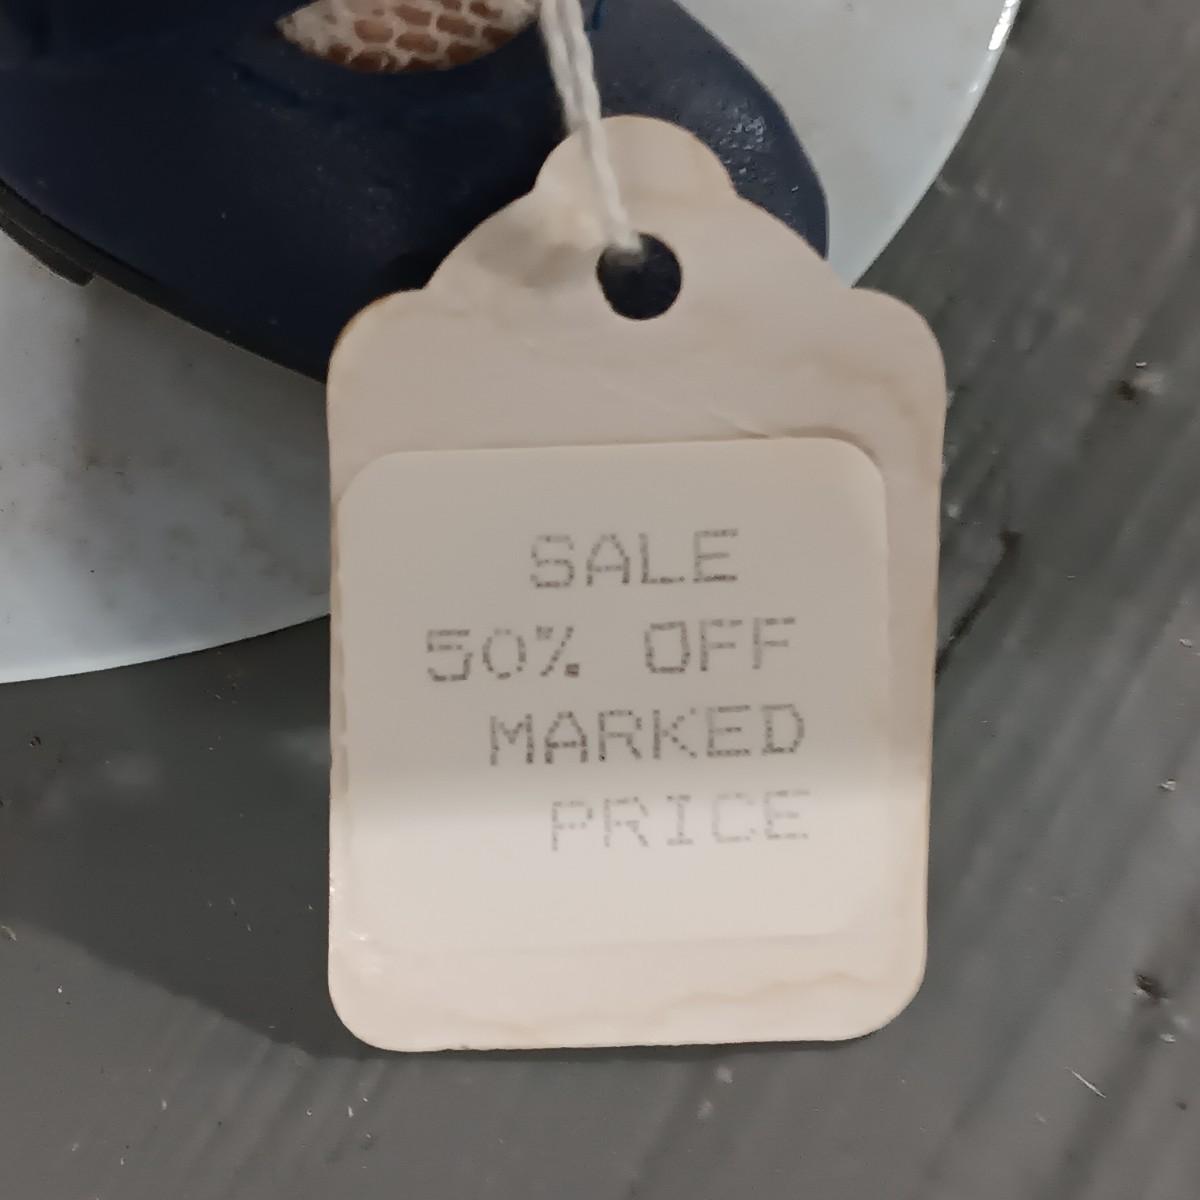 SALE
50% OFF
MARKED
PRICE